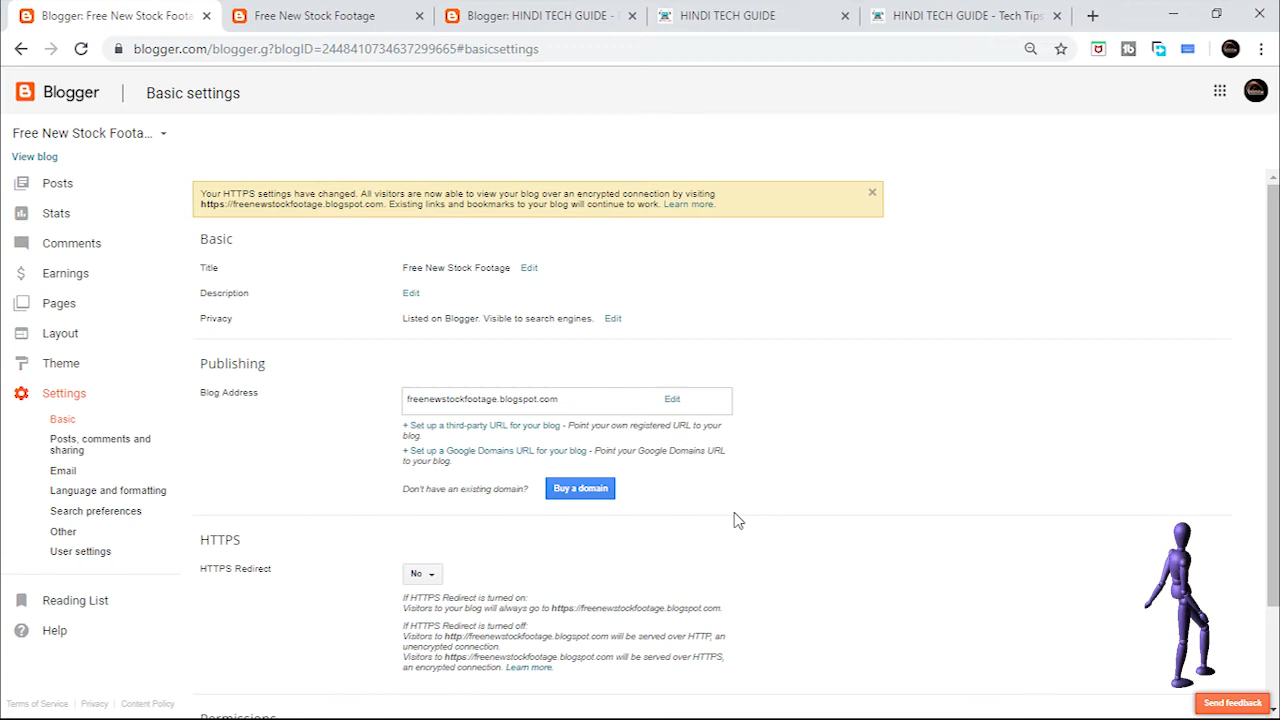 Blogger: Free New Stock Foota
Free New Stock Footage
Blogger: HINDI TECH GUIDE -
HINDI TECH GUIDE
HINDI TECH GUIDE - Tech Tips
blogger.com/blogger.g?blogID=2448410734637299665#basicsettings
Blogger
Basic settings
Free New Stock Foota...
View blog
Posts
Stats
Comments
Earnings
Pages
Layout
Theme
Settings
Basic
Posts, comments and
sharing
Email
Language and formatting
Search preferences
Other
User settings
Reading List
Help
Terms of Service
Privacy
Content Policy
Your HTTPS settings have changed. All visitors are now able to view your blog over an encrypted connection by visiting
https://freenewstockfootage.blogspot.com. Existing links and bookmarks to your blog will continue to work. Learn more.
Basic
Title
Free New Stock Footage
Edit
Description
Edit
Privacy
Listed on Blogger. Visible to search engines.
Edit
Publishing
Blog Address
freenewstockfootage.blogspot.com
Edit
+ Set up a third-party URL for your blog - Point your own registered URL to your
blog.
+ Set up a Google Domains URL for your blog - Point your Google Domains URL
to your blog.
Don't have an existing domain?
Buy a domain
HTTPS
HTTPS Redirect
No
If HTTPS Redirect is turned on:
Visitors to your blog will always go to https://freenewstockfootage.blogspot.com.
If HTTPS Redirect is turned off:
Visitors to http://freenewstockfootage.blogspot.com will be served over HTTP, an
unencrypted connection.
Visitors to https://freenewstockfootage.blogspot.com will be served over HTTPS,
an encrypted connection. Learn more.
Permissions
Send feedback